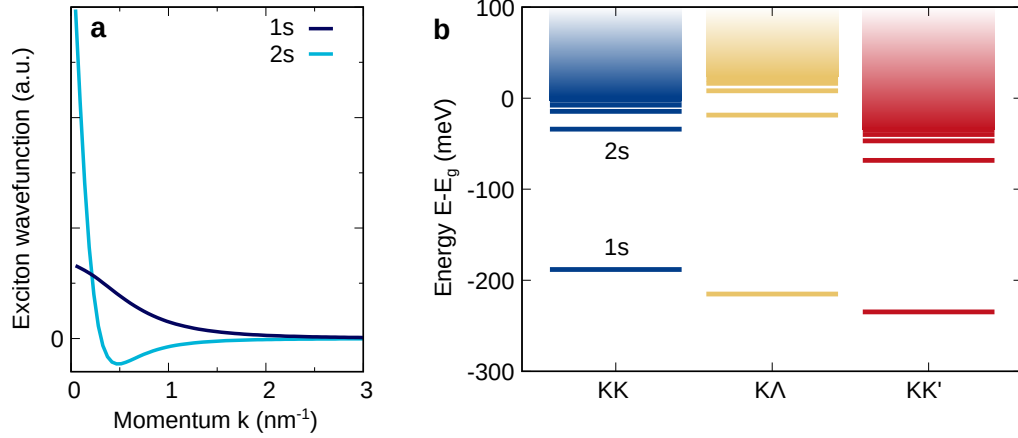 a
1s
2s
Exciton wavefunction (a.u.)
0
0
1
2
3
Momentum k (nm⁻¹)
b
Energy E-E_g (meV)
100
0
-100
-200
-300
2s
1s
KK
KΛ
KK'